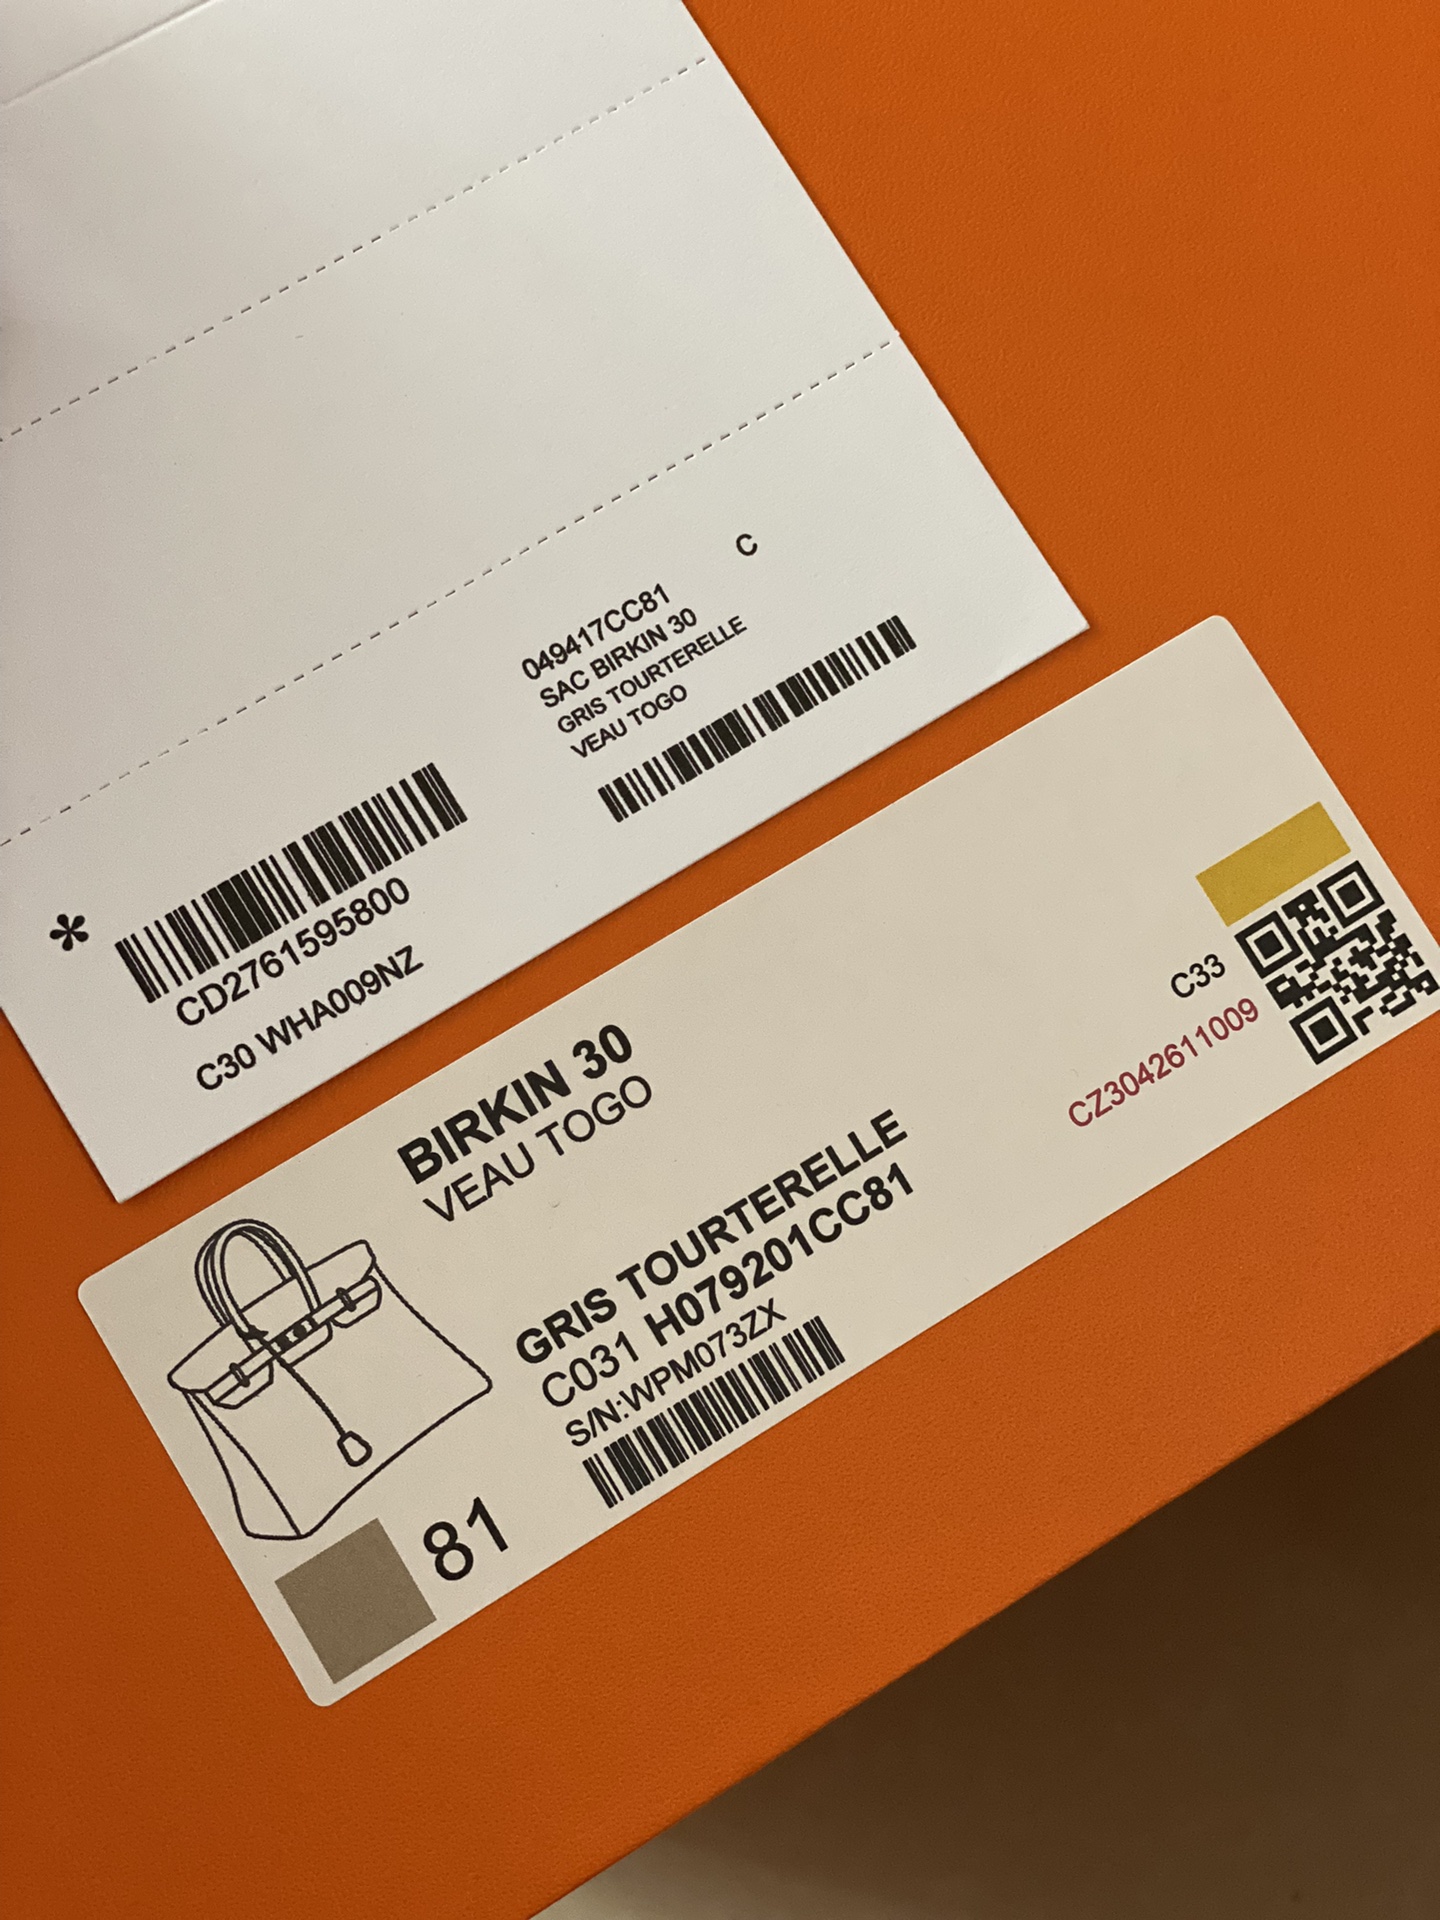 C
049417CC81
SAC BIRKIN 30
GRIS TOURTERELLE
VEAU TOGO
*
CD2761595800
C30 WHA009NZ
BIRKIN 30
VEAU TOGO
GRIS TOURTERELLE
C031 H079201CC81
S/N:WPM073ZX
81
C33
CZ3042611009